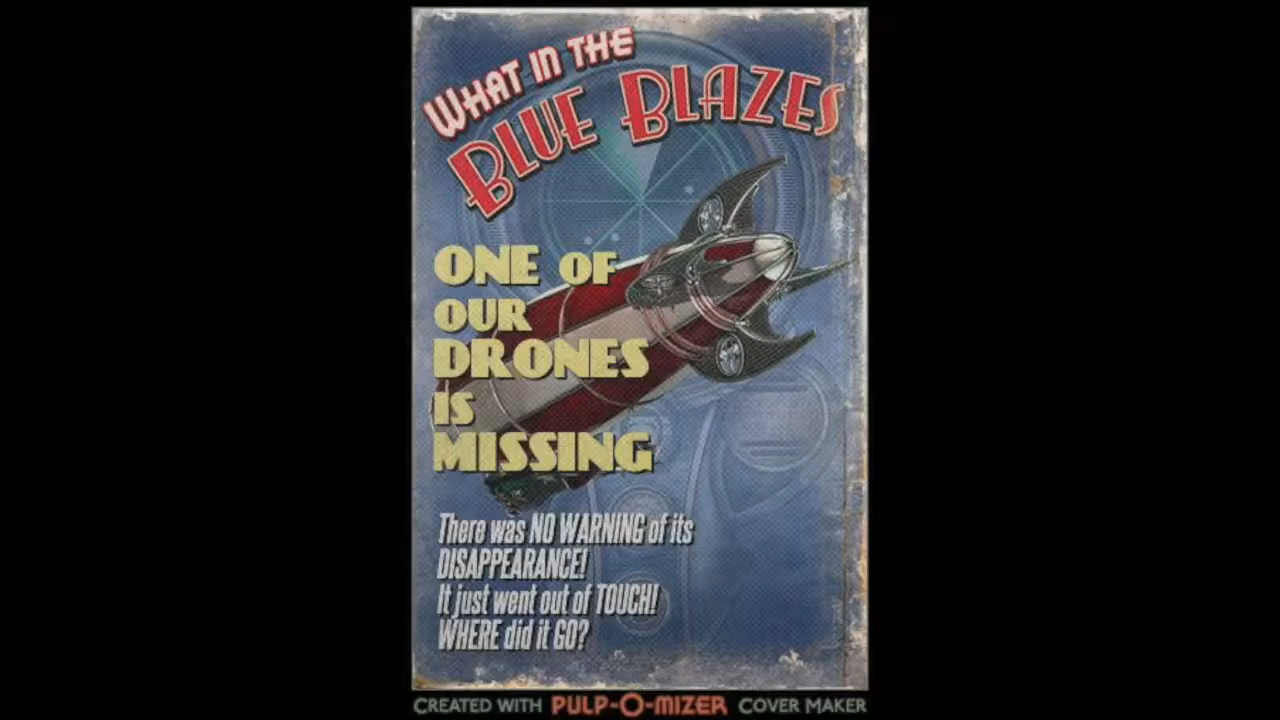 WHAT IN THE
BLUE BLAZES
ONE OF
OUR
DRONES
IS
MISSING
There was NO WARNING of its
DISAPPEARANCE!
It just went out of TOUCH!
WHERE did it GO?
CREATED WITH PULP-O-MIZER COVER MAKER